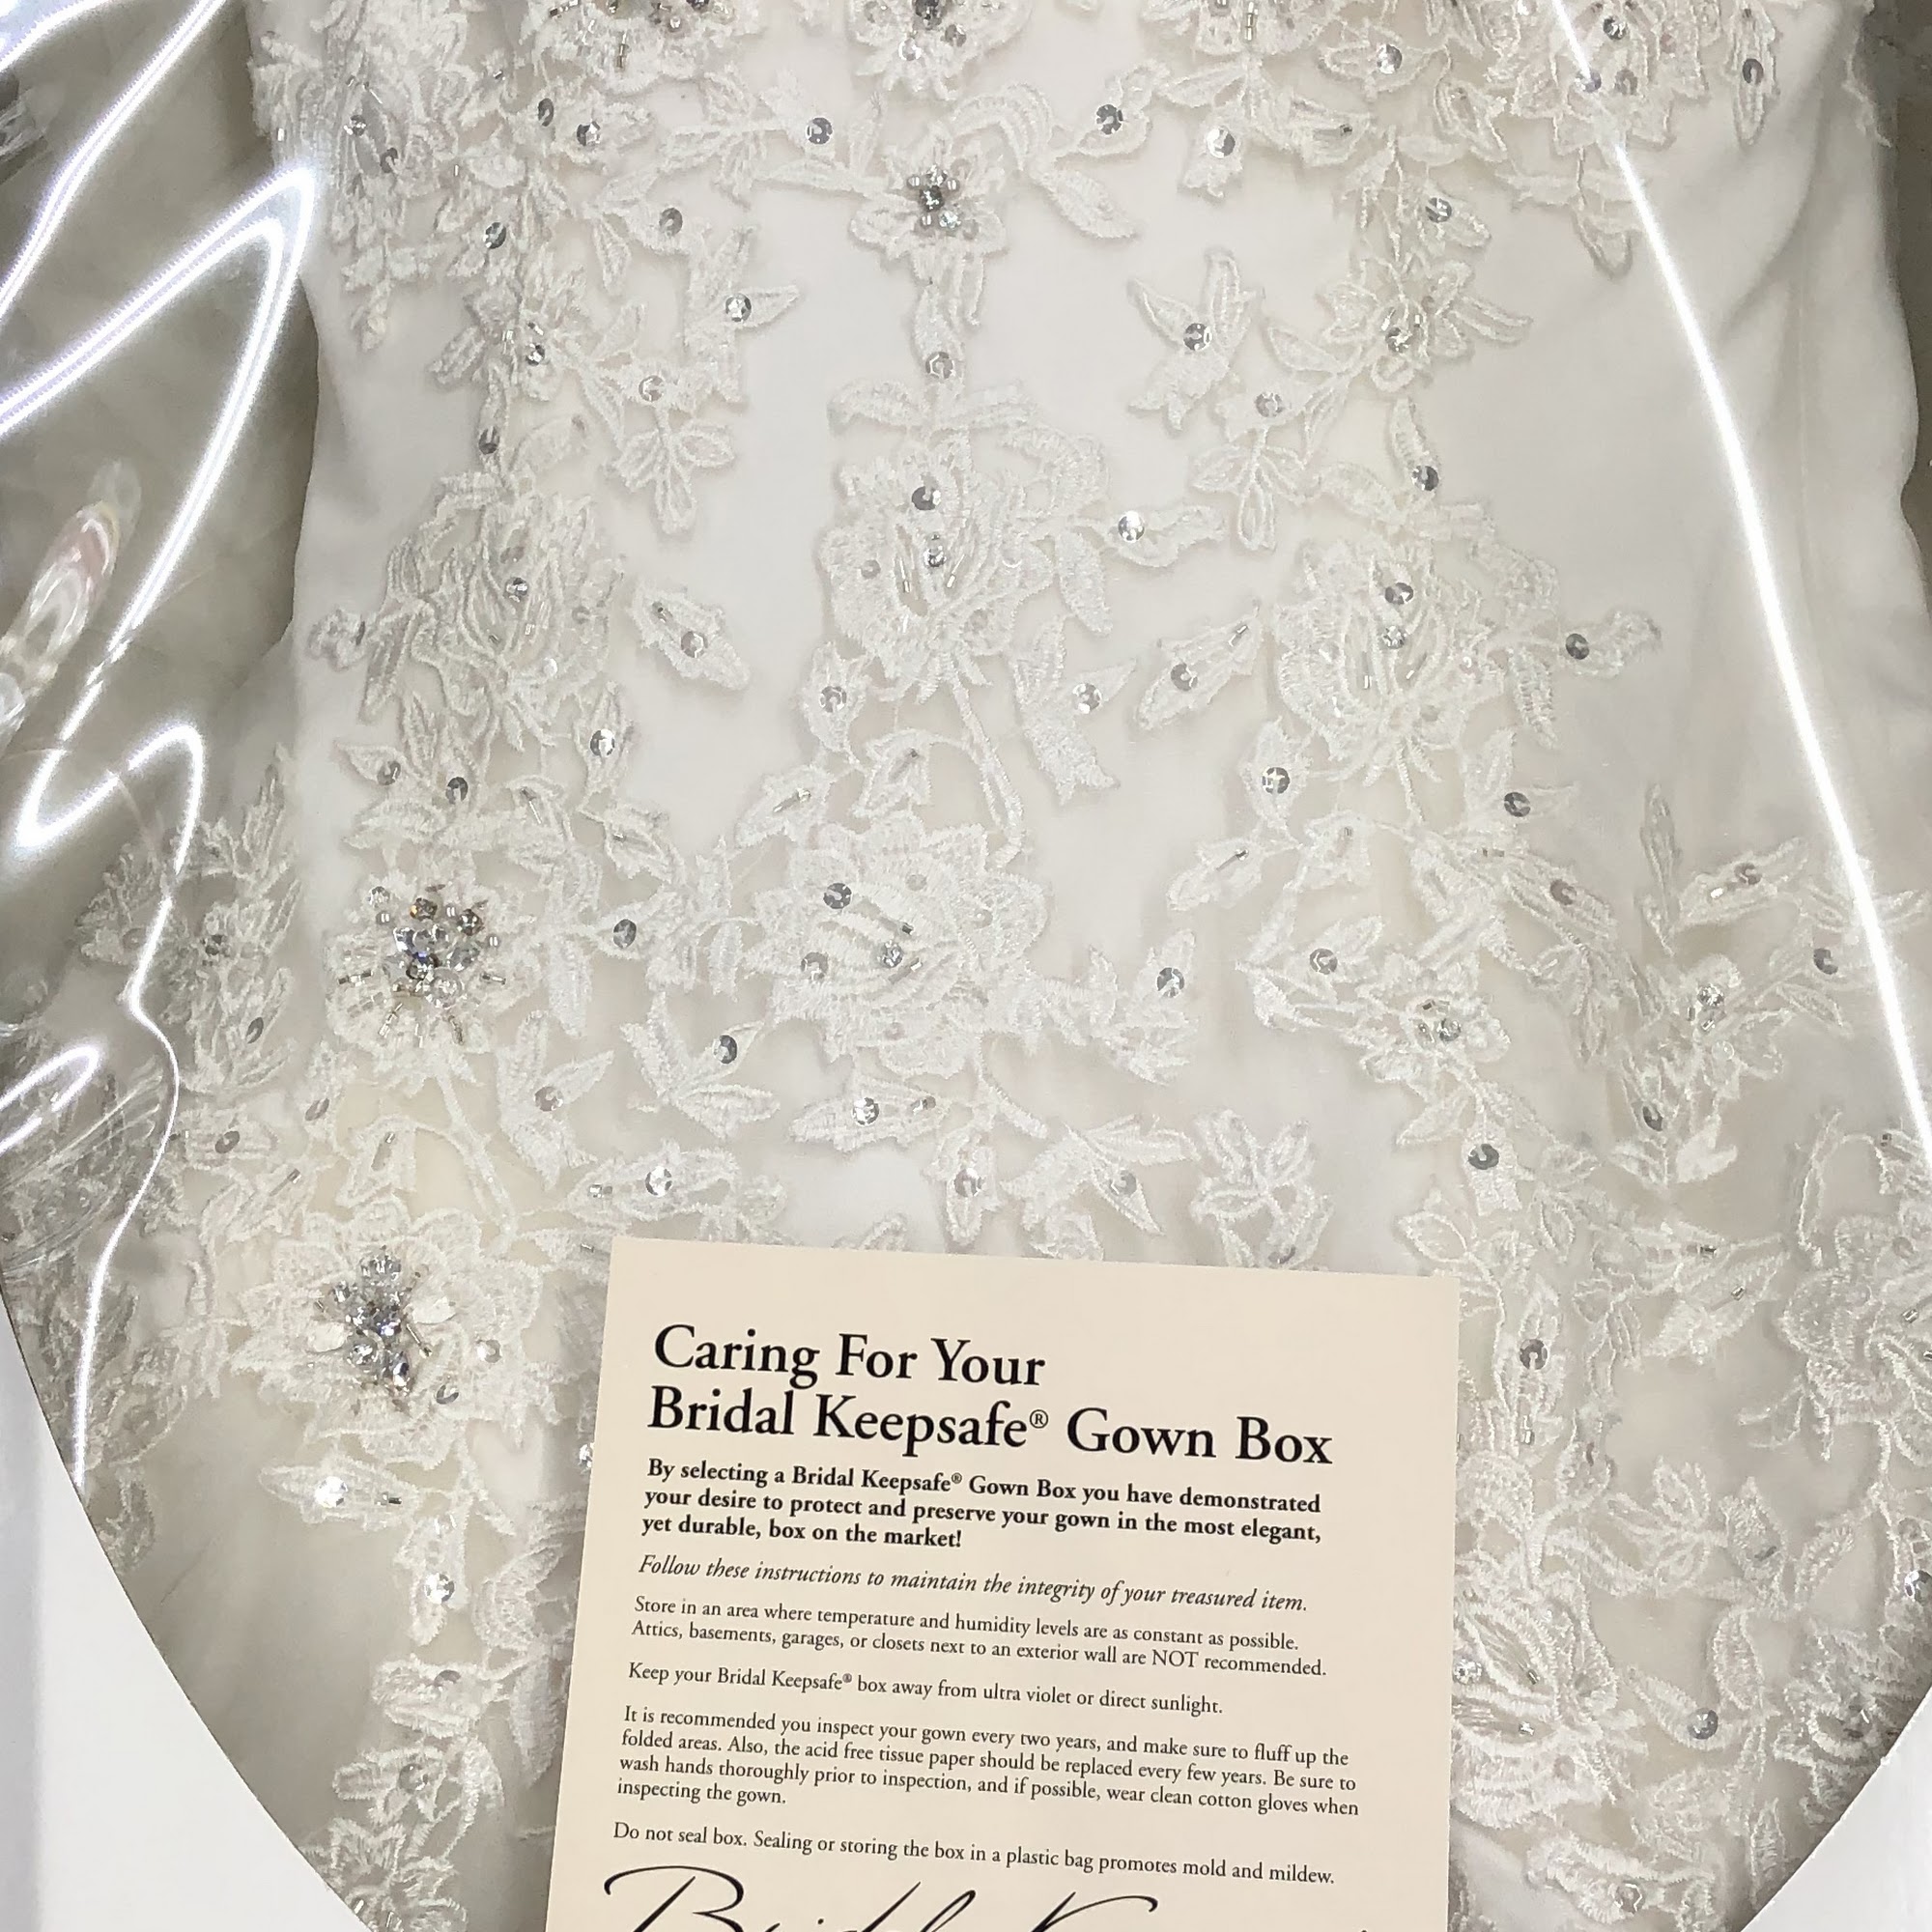 Caring For Your
Bridal Keepsafe® Gown Box
By selecting a Bridal Keepsafe® Gown Box you have demonstrated
your desire to protect and preserve your gown in the most elegant,
yet durable, box on the market!
Follow these instructions to maintain the integrity of your treasured item.
Store in an area where temperature and humidity levels are as constant as possible.
Attics, basements, garages, or closets next to an exterior wall are NOT recommended.
Keep your Bridal Keepsafe® box away from ultra violet or direct sunlight.
It is recommended you inspect your gown every two years, and make sure to fluff up the
folded areas. Also, the acid free tissue paper should be replaced every few years. Be sure to
wash hands thoroughly prior to inspection, and if possible, wear clean cotton gloves when
inspecting the gown.
Do not seal box. Sealing or storing the box in a plastic bag promotes mold and mildew.
Bridal